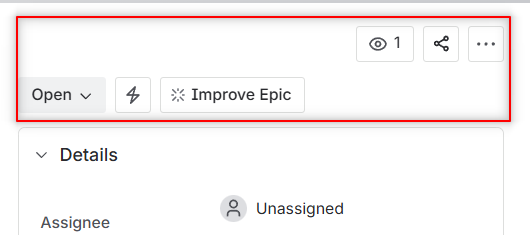 1
Open Improve Epic
Details
Assignee Unassigned